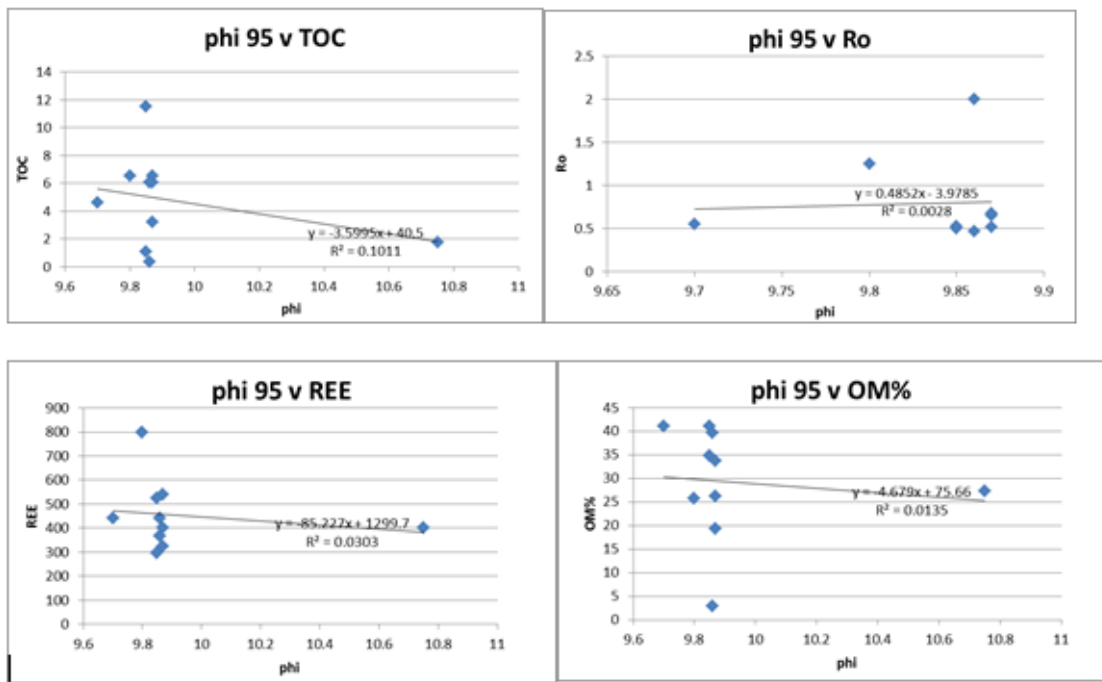 phi 95 v TOC
14
12
10
8
6
4
2
0
TOC
y = -3.5995x + 40.5
R² = 0.1011
9.6 9.8 10 10.2 10.4 10.6 10.8 11
phi
phi 95 v Ro
2.5
2
1.5
1
0.5
0
Ro
y = 0.4852x - 3.9785
R² = 0.0028
9.65 9.7 9.75 9.8 9.85 9.9
phi
phi 95 v REE
900
800
700
600
500
400
300
200
100
0
REE
y = -85.227x + 1299.7
R² = 0.0303
9.6 9.8 10 10.2 10.4 10.6 10.8 11
phi
phi 95 v OM%
45
40
35
30
25
20
15
10
5
0
OM%
y = -4.679x + 75.66
R² = 0.0135
9.6 9.8 10 10.2 10.4 10.6 10.8 11
phi